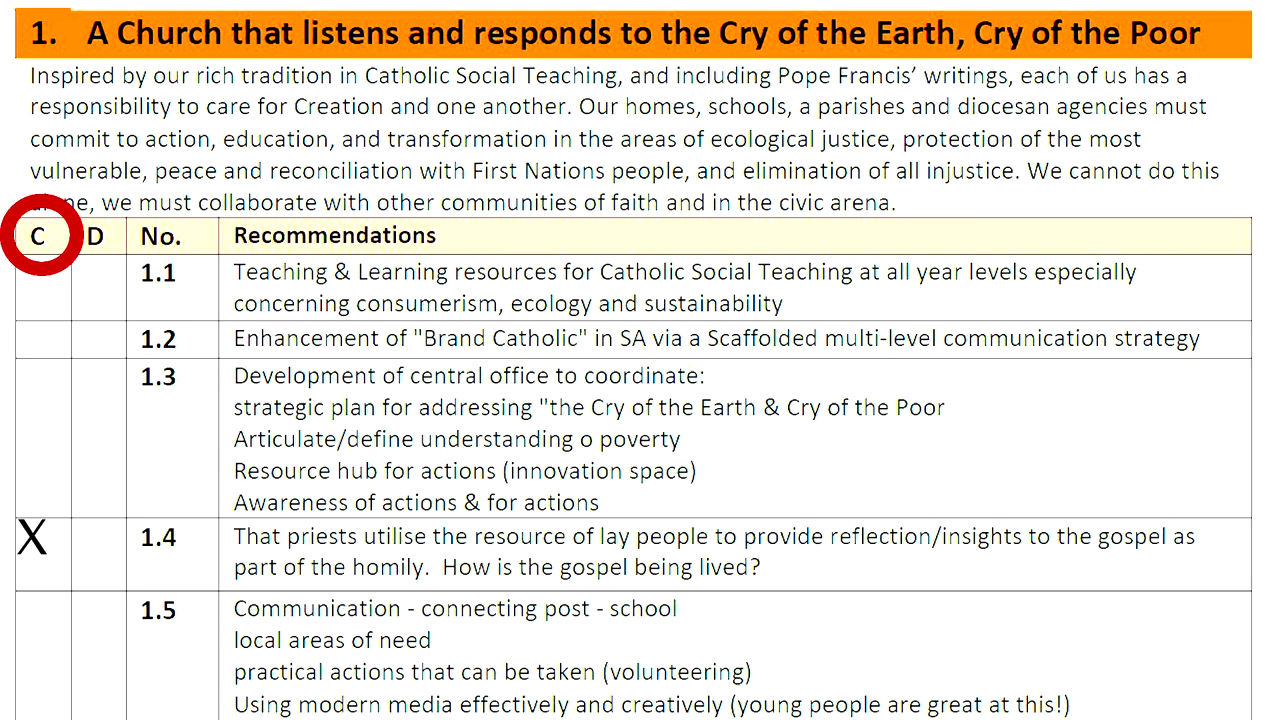 1. A Church that listens and responds to the Cry of the Earth, Cry of the Poor
Inspired by our rich tradition in Catholic Social Teaching, and including Pope Francis’ writings, each of us has a
responsibility to care for Creation and one another. Our homes, schools, a parishes and diocesan agencies must
commit to action, education, and transformation in the areas of ecological justice, protection of the most
vulnerable, peace and reconciliation with First Nations people, and elimination of all injustice. We cannot do this
we must collaborate with other communities of faith and in the civic arena.
C D No. Recommendations
1.1 Teaching & Learning resources for Catholic Social Teaching at all year levels especially
concerning consumerism, ecology and sustainability
1.2 Enhancement of "Brand Catholic" in SA via a Scaffolded multi-level communication strategy
1.3 Development of central office to coordinate:
strategic plan for addressing "the Cry of the Earth & Cry of the Poor
Articulate/define understanding o poverty
Resource hub for actions (innovation space)
Awareness of actions & for actions
X 1.4 That priests utilise the resource of lay people to provide reflection/insights to the gospel as
part of the homily. How is the gospel being lived?
1.5 Communication - connecting post - school
local areas of need
practical actions that can be taken (volunteering)
Using modern media effectively and creatively (young people are great at this!)